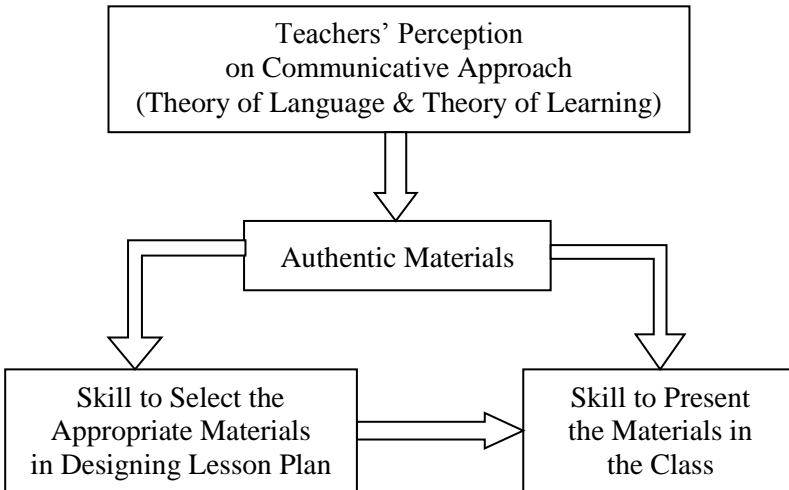 Teachers’ Perception
on Communicative Approach
(Theory of Language & Theory of Learning)
Authentic Materials
Skill to Select the
Appropriate Materials
in Designing Lesson Plan
Skill to Present
the Materials in
the Class